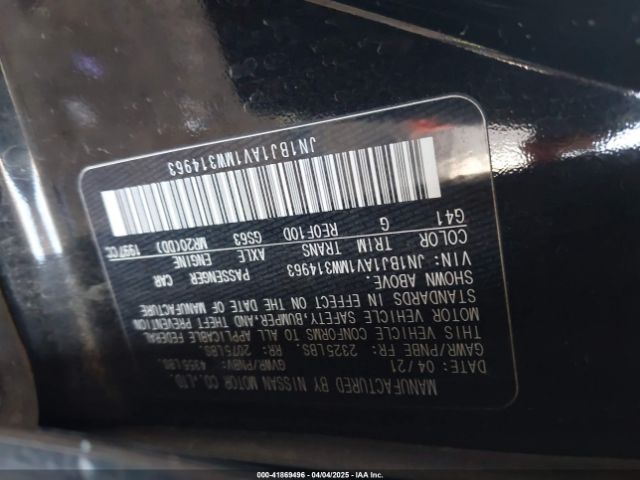 MANUFACTURED BY NISSAN MOTOR CO.,LTD.
DATE: 04/21 GVWR/PNBV: 4355LBS.
GAWR/PNBE FR: 2325LBS. RR: 2075LBS.
THIS VEHICLE CONFORMS TO ALL APPLICABLE FEDERAL
MOTOR VEHICLE SAFETY,BUMPER,AND THEFT PREVENTION
STANDARDS IN EFFECT ON THE DATE OF MANUFACTURE
SHOWN ABOVE.
VIN: JN1BJ1AV1MW314963 PASSENGER CAR
COLOR TRIM TRANS AXLE ENGINE
G41 G RE0F10D GS63 MR20(DD)
1997CC
JN1BJ1AV1MW314963
000-41869496 - 04/04/2025 - IAA Inc.